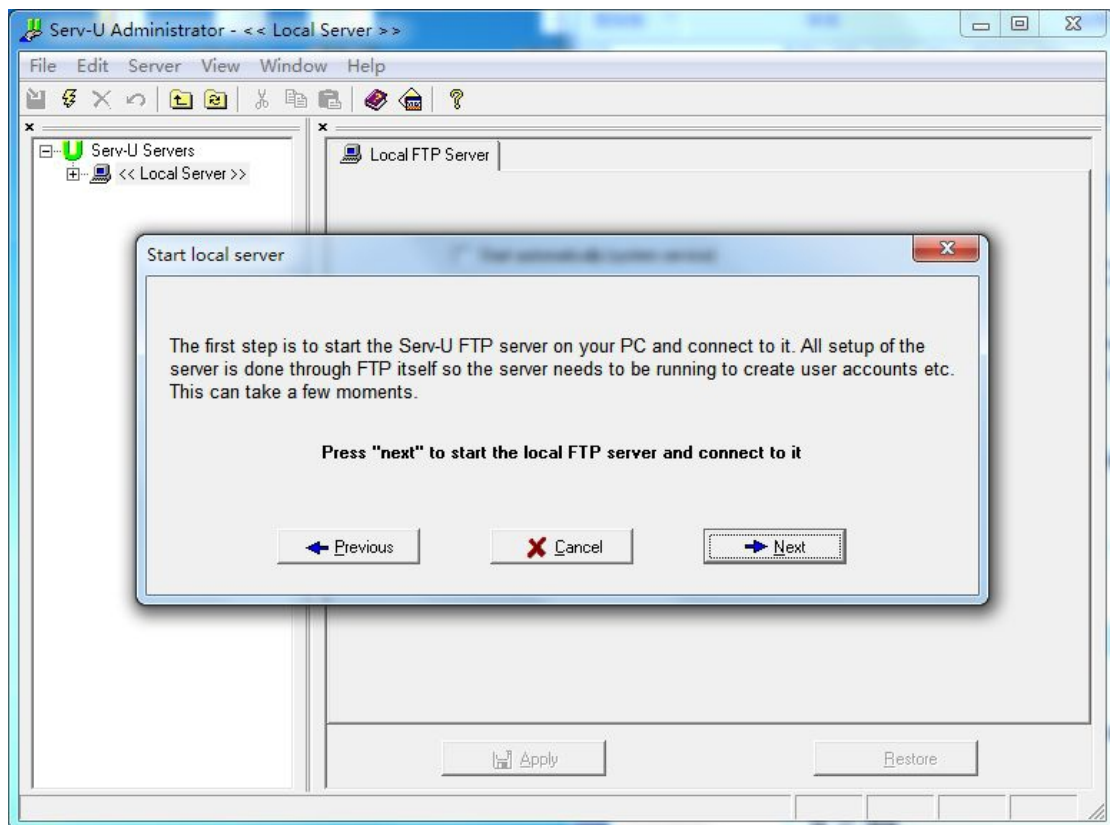 Serv-U Administrator - << Local Server >>
File Edit Server View Window Help
Serv-U Servers
<< Local Server >>
Local FTP Server
Start local server
Start automatically (system service)
The first step is to start the Serv-U FTP server on your PC and connect to it. All setup of the
server is done through FTP itself so the server needs to be running to create user accounts etc.
This can take a few moments.
Press "next" to start the local FTP server and connect to it
Previous
Cancel
Next
Apply
Restore